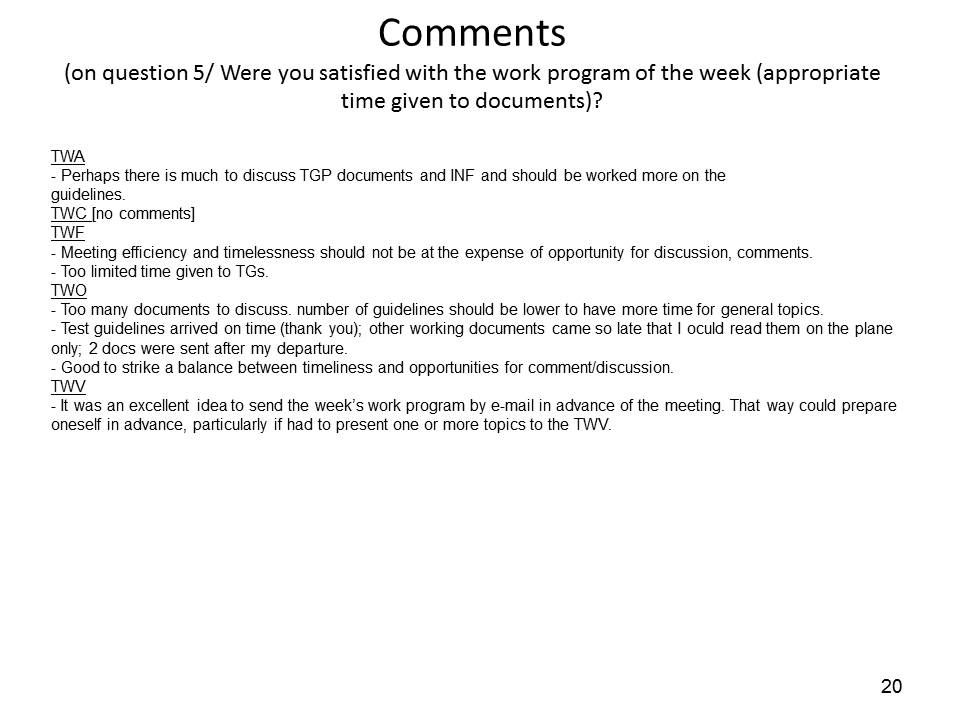 Comments
(on question 5/ Were you satisfied with the work program of the week (appropriate
time given to documents)?
TWA
- Perhaps there is much to discuss TGP documents and INF and should be worked more on the
guidelines.
TWC [no comments]
TWF
- Meeting efficiency and timelessness should not be at the expense of opportunity for discussion, comments.
- Too limited time given to TGs.
TWO
- Too many documents to discuss. number of guidelines should be lower to have more time for general topics.
- Test guidelines arrived on time (thank you); other working documents came so late that I oculd read them on the plane
only; 2 docs were sent after my departure.
- Good to strike a balance between timeliness and opportunities for comment/discussion.
TWV
- It was an excellent idea to send the week’s work program by e-mail in advance of the meeting. That way could prepare
oneself in advance, particularly if had to present one or more topics to the TWV.
20